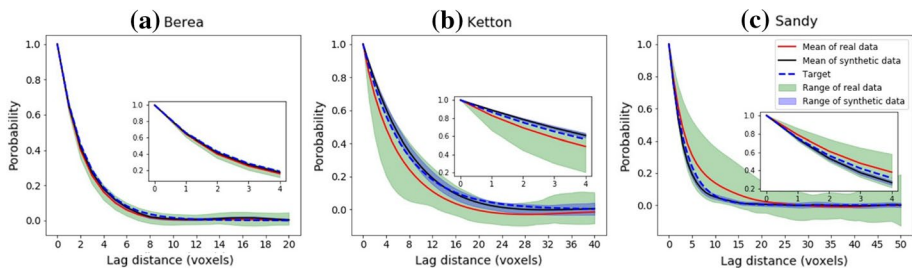 (a) Berea
Porobability
1.0
0.8
0.6
0.4
0.2
0.0
1.0
0.8
0.6
0.4
0.2
0 1 2 3 4
0 2 4 6 8 10 12 14 16 18 20
Lag distance (voxels)
(b) Ketton
Porobability
1.0
0.8
0.6
0.4
0.2
0.0
1.0
0.8
0.6
0.4
0.2
0 1 2 3 4
0 4 8 12 16 20 24 28 32 36 40
Lag distance (voxels)
(c) Sandy
Porobability
1.0
0.8
0.6
0.4
0.2
0.0
Mean of real data
Mean of synthetic data
Target
Range of real data
Range of synthetic data
1.0
0.8
0.6
0.4
0.2
0 1 2 3 4
0 5 10 15 20 25 30 35 40 45 50
Lag distance (voxels)